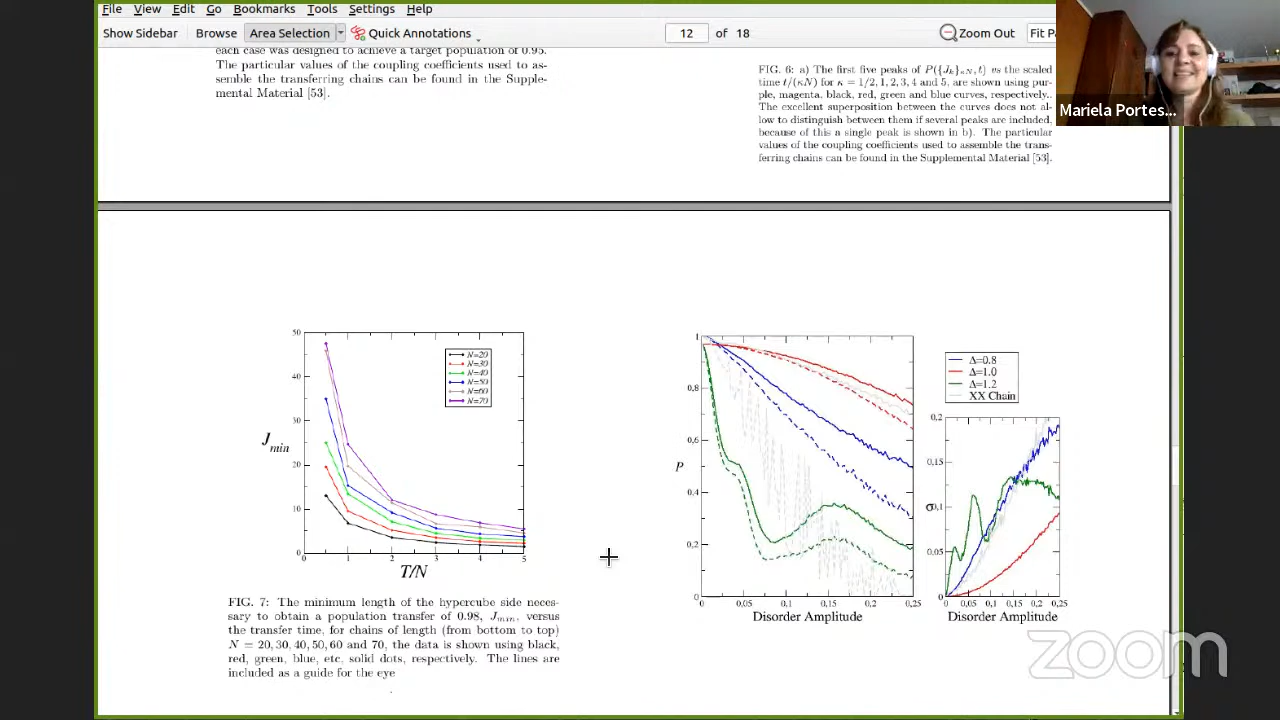 File View Edit Go Bookmarks Tools Settings Help
Show Sidebar Browse Area Selection Quick Annotations 12 of 18 Zoom Out Fit Pa
Mariela Portes...
each case was designed to achieve a target population of 0.95.
The particular values of the coupling coefficients used to as-
semble the transferring chains can be found in the Supple-
mental Material [53].
FIG. 6: a) The first five peaks of P({J_k}_κN, t) vs the scaled
time t/(κN) for κ = 1/2, 1, 2, 3, 4 and 5, are shown using pur-
ple, magenta, black, red, green and blue curves, respectively..
The excellent superposition between the curves does not al-
low to distinguish between them if several peaks are included,
because of this a single peak is shown in b). The particular
values of the coupling coefficients used to assemble the trans-
ferring chains can be found in the Supplemental Material [53].
50
40
30
20
10
0
J_min
N=20
N=30
N=40
N=50
N=60
N=70
0 1 2 3 4 5
T/N
FIG. 7: The minimum length of the hypercube side neces-
sary to obtain a population transfer of 0.98, J_min, versus
the transfer time, for chains of length (from bottom to top)
N = 20, 30, 40, 50, 60 and 70, the data is shown using black,
red, green, blue, etc, solid dots, respectively. The lines are
included as a guide for the eye
1
0,8
0,6
0,4
0,2
0
P
0 0,05 0,1 0,15 0,2 0,25
Disorder Amplitude
Δ=0.8
Δ=1.0
Δ=1.2
XX Chain
0,2
0,15
0,1
0,05
0
σ
0 0,05 0,1 0,15 0,2 0,25
Disorder Amplitude
zoom